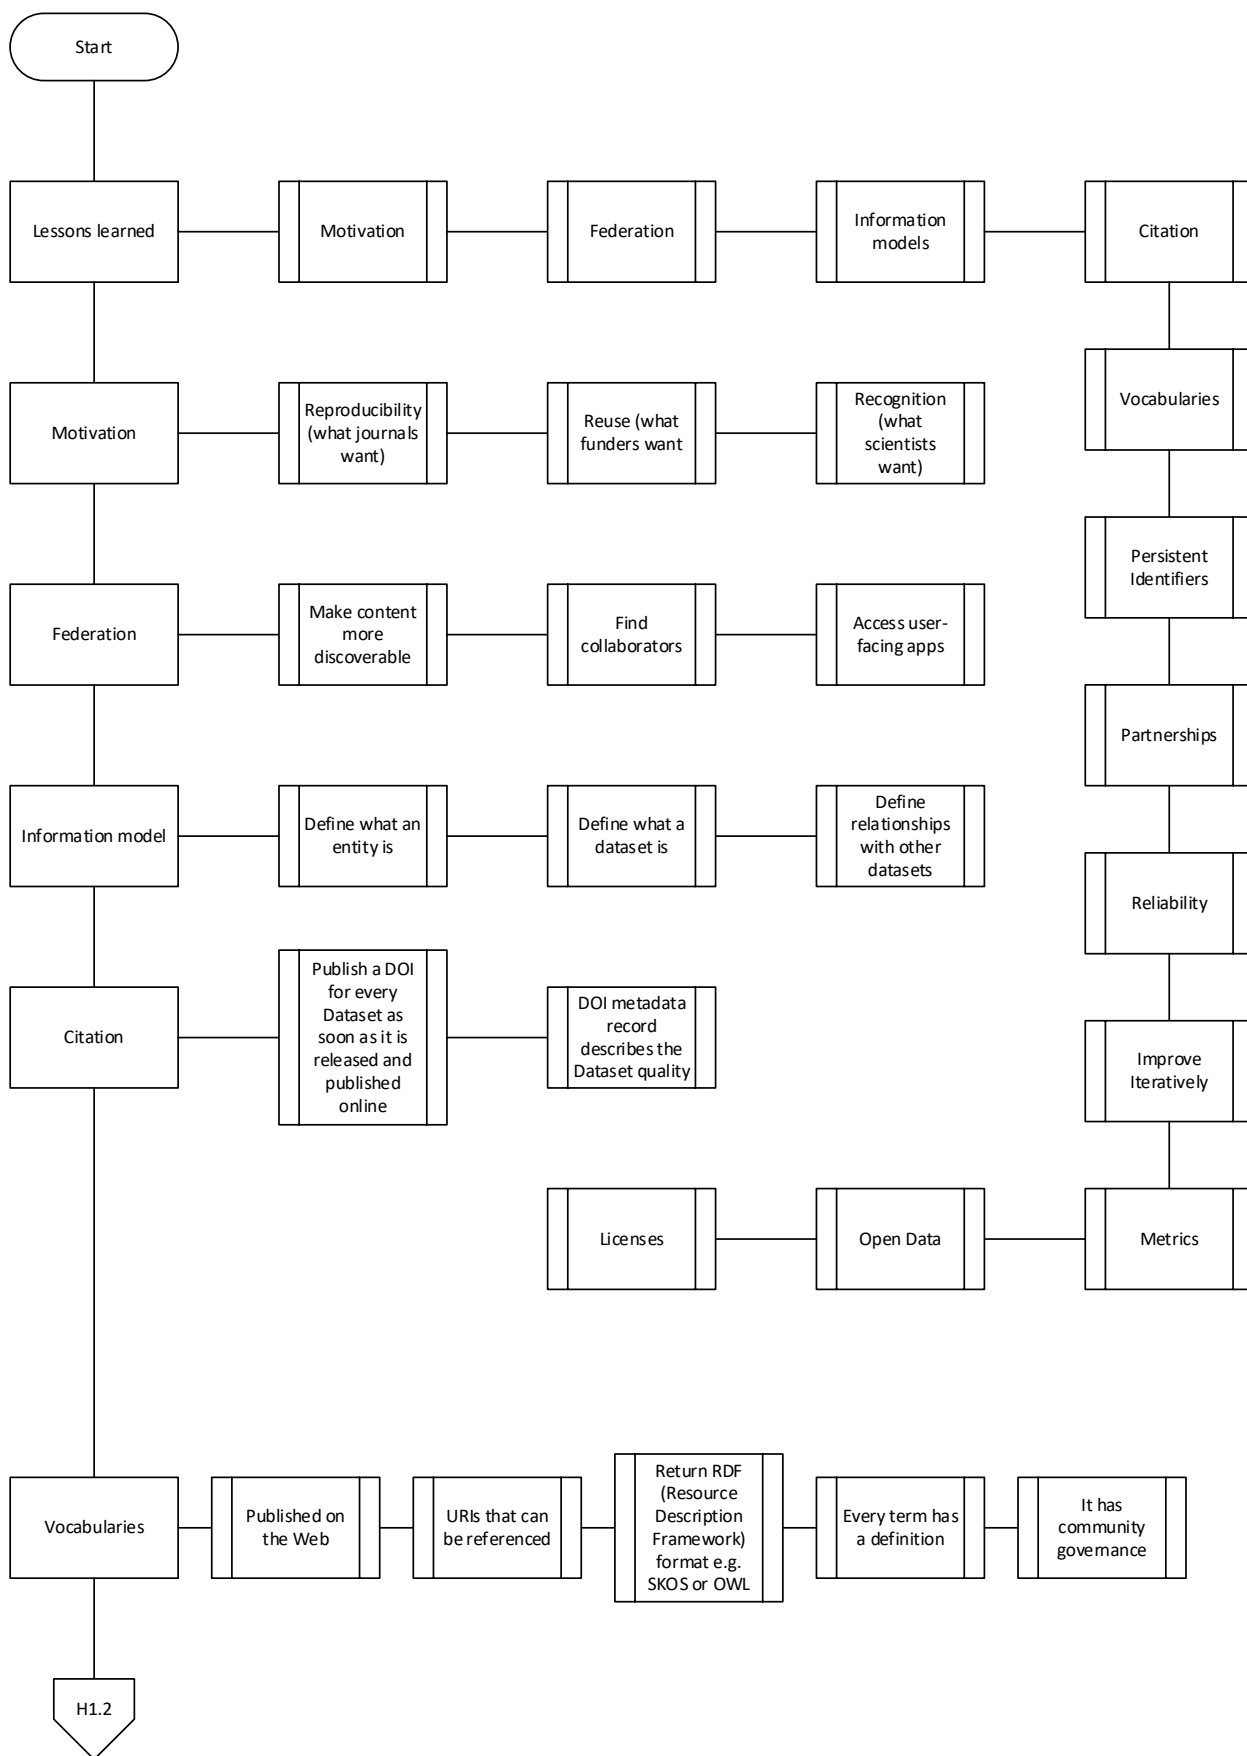 Start
Lessons learned
Motivation
Federation
Information
models
Citation
Vocabularies
Persistent
Identifiers
Partnerships
Reliability
Improve
Iteratively
Metrics
Open Data
Licenses
Motivation
Reproducibility
(what journals
want)
Reuse (what
funders want
Recognition
(what
scientists
want)
Federation
Make content
more
discoverable
Find
collaborators
Access user-
facing apps
Information model
Define what an
entity is
Define what a
dataset is
Define
relationships
with other
datasets
Citation
Publish a DOI
for every
Dataset as
soon as it is
released and
published
online
DOI metadata
record
describes the
Dataset quality
Vocabularies
Published on
the Web
URIs that can
be referenced
Return RDF
(Resource
Description
Framework)
format e.g.
SKOS or OWL
Every term has
a definition
It has
community
governance
H1.2